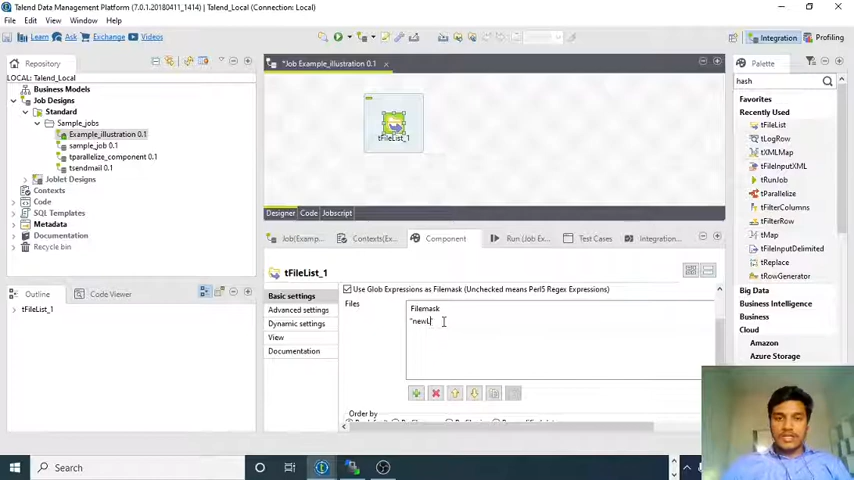 Talend Data Management Platform (7.0.1.20180411_1414) (Connection: Local)
File Edit View Window Help
Learn Ask Exchange Videos
Integration Profiling
Repository
LOCAL: Talend_Local
Business Models
Job Designs
Standard
Sample_jobs
Example_illustration 0.1
sample_job 0.1
tparallelize_component 0.1
tsendmail 0.1
Joblet Designs
Contexts
Code
SQL Templates
Metadata
Documentation
Recycle bin
Outline Code Viewer
tFileList_1
*Job Example_illustration 0.1
tFileList_1
Designer Code Jobscript
Job(Examp... Contexts(Ex... Component Run (Job Ex... Test Cases Integration...
tFileList_1
Basic settings
Advanced settings
Dynamic settings
View
Documentation
Use Glob Expressions as Filemask (Unchecked means Perl5 Regex Expressions)
Files
Filemask
"newL"
Order by
Palette
hash
Favorites
Recently Used
tFileList
tLogRow
tXMLMap
tFileInputXML
tRunJob
tParallelize
tFilterColumns
tFilterRow
tMap
tFileInputDelimited
tReplace
tRowGenerator
Big Data
Business Intelligence
Business
Cloud
Amazon
Azure Storage
Search